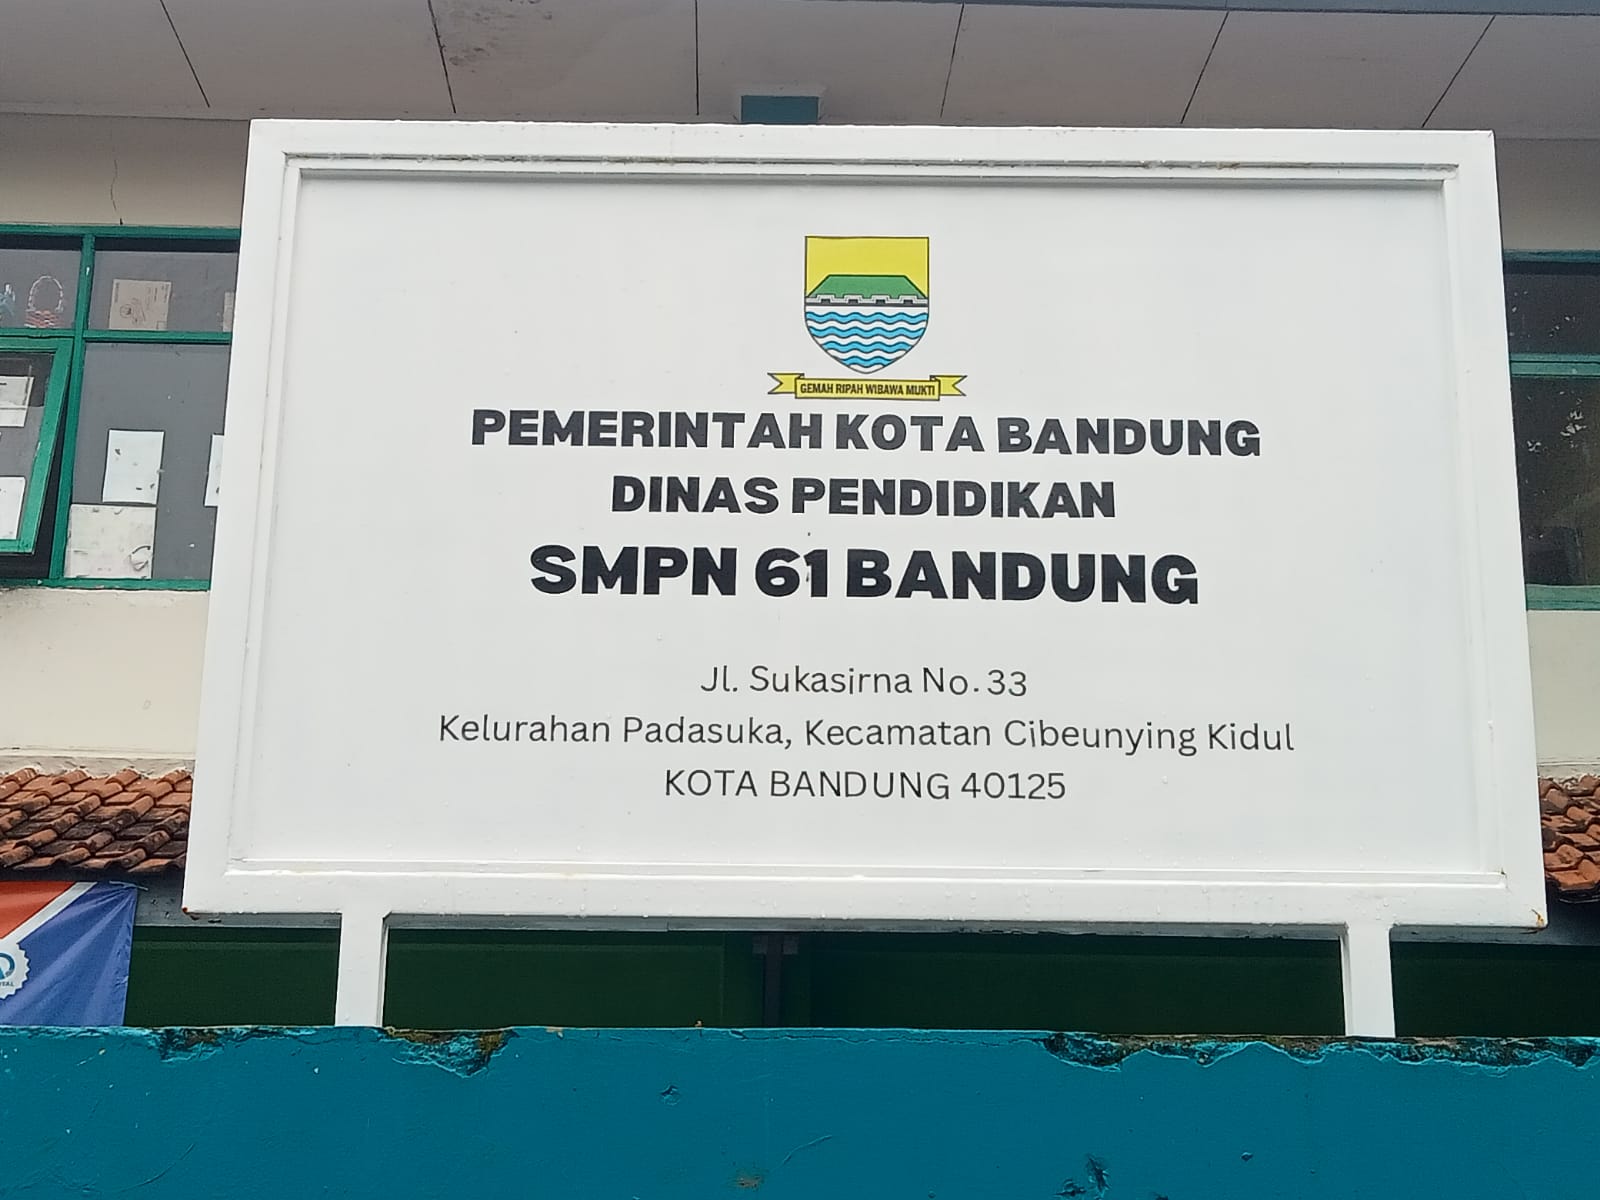 GEMAH RIPAH WIBAWA MUKTI
PEMERINTAH KOTA BANDUNG
DINAS PENDIDIKAN
SMPN 61 BANDUNG
Jl. Sukasirna No. 33
Kelurahan Padasuka, Kecamatan Cibeunying Kidul
KOTA BANDUNG 40125